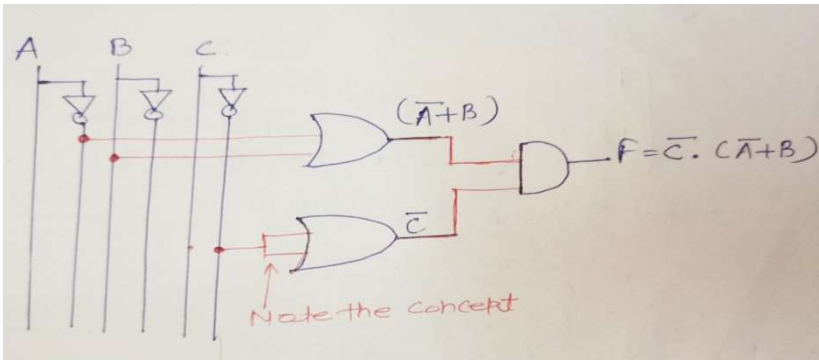 A B C
(A̅+B)
F=C̅.(A̅+B)
C̅
Note the concept